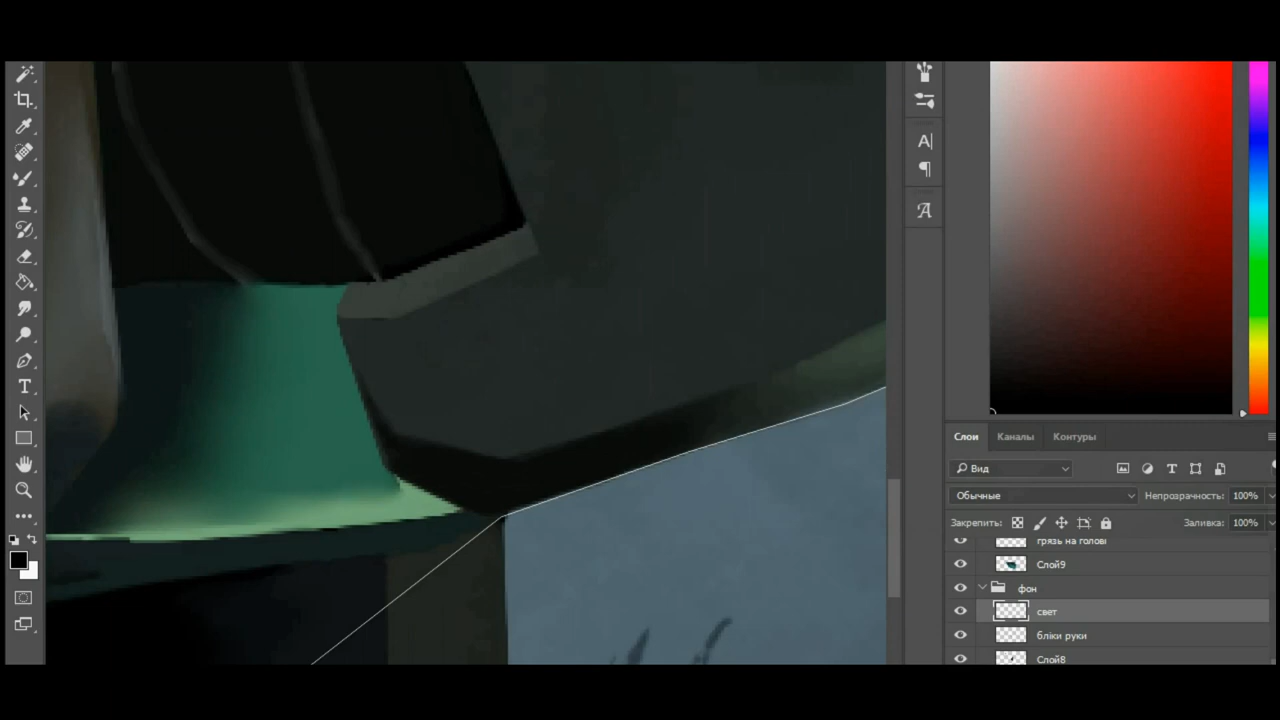 Слои Каналы Контуры
Вид
Обычные Непрозрачность: 100%
Закрепить: Заливка: 100%
грязь на голові
Слой9
фон
свет
бліки руки
Слой8